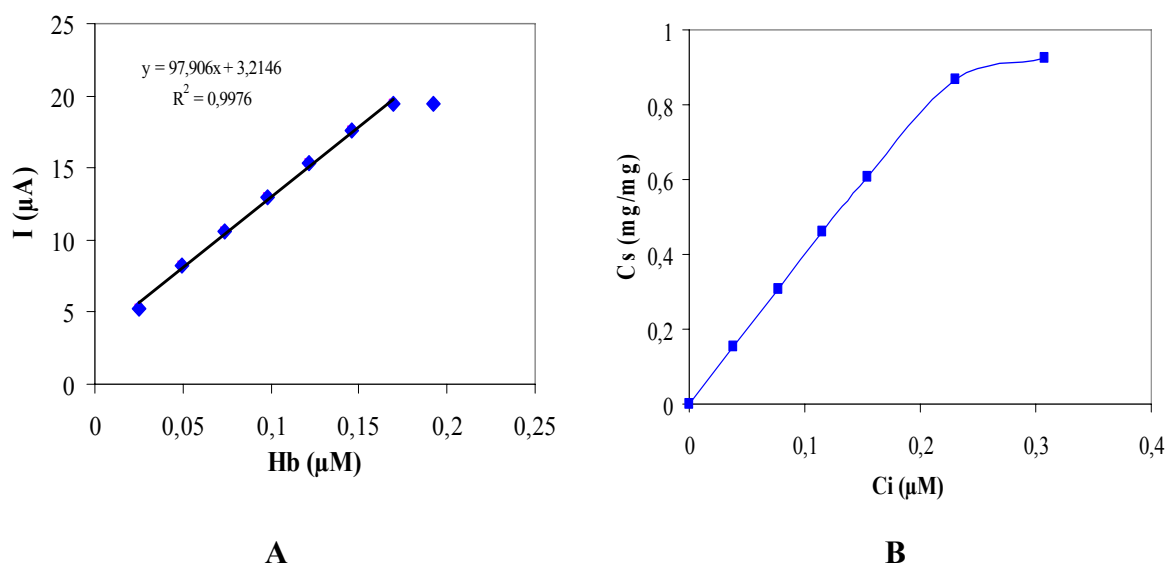 25
20
15
10
5
0
I (µA)
y = 97,906x + 3,2146
R² = 0,9976
0 0,05 0,1 0,15 0,2 0,25
Hb (µM)
A
1
0,8
0,6
0,4
0,2
0
Cs (mg/mg)
0 0,1 0,2 0,3 0,4
Ci (µM)
B